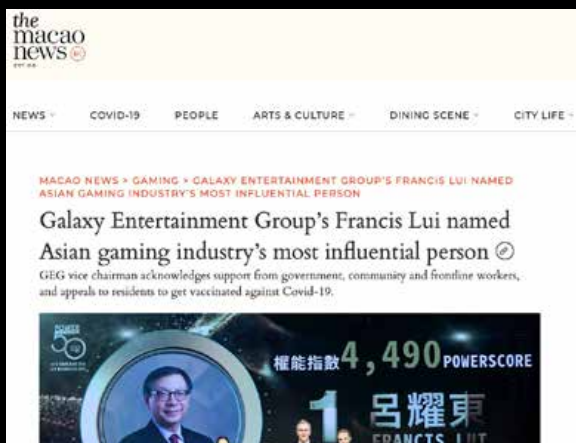 the
macao
news
NEWS
COVID-19
PEOPLE
ARTS & CULTURE
DINING SCENE
CITY LIFE
MACAO NEWS > GAMING > GALAXY ENTERTAINMENT GROUP'S FRANCIS LUI NAMED
ASIAN GAMING INDUSTRY'S MOST INFLUENTIAL PERSON
Galaxy Entertainment Group's Francis Lui named
Asian gaming industry's most influential person
GEG vice chairman acknowledges support from government, community and frontline workers,
and appeals to residents to get vaccinated against Covid-19.
POWER
50
權能指數4,490POWERSCORE
1 呂耀東
FRANCIS LUI